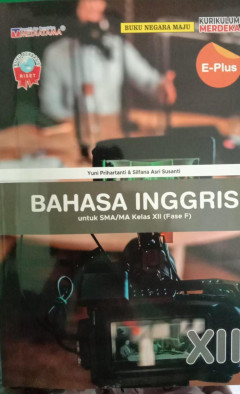 BUKU NEGARA MAJU
KURIKULUM
MERDEKA
E-Plus
Yuni Prihartanti & Siltana Asri Susanti
BAHASA INGGRIS
untuk SMA/MA Kelas XII (Fase F)
XII